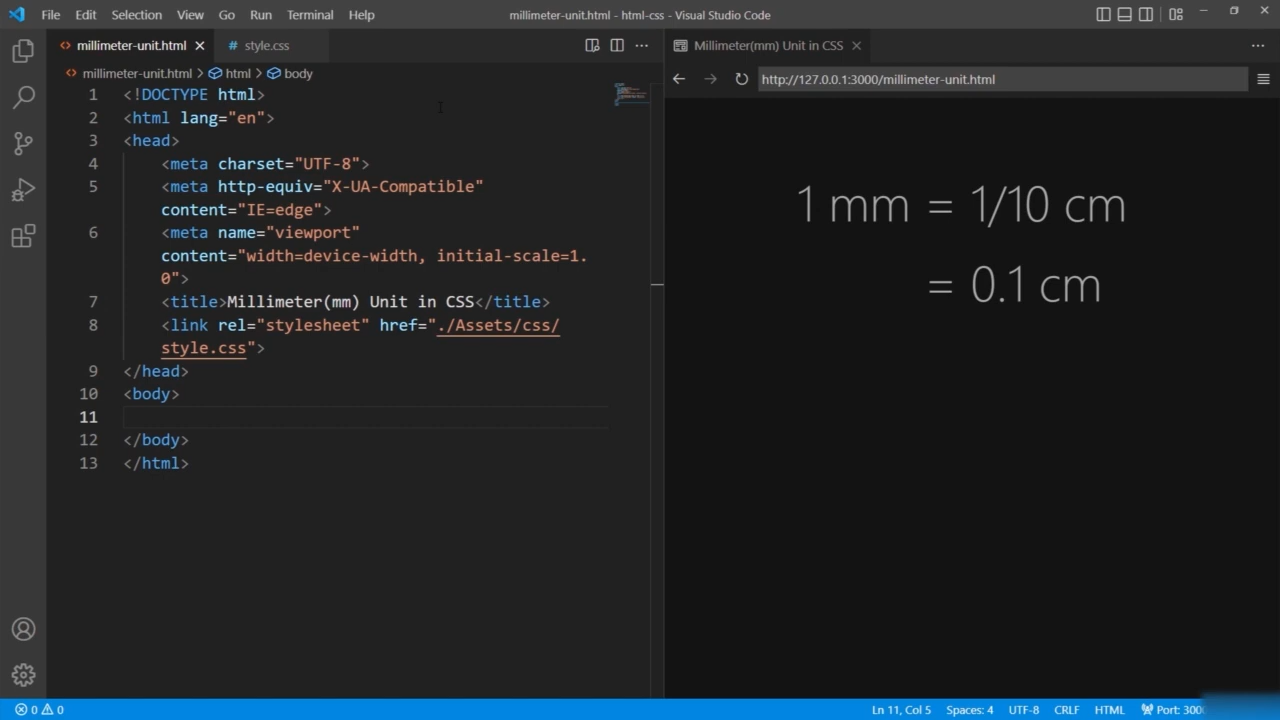 File Edit Selection View Go Run Terminal Help
millimeter-unit.html - html-css - Visual Studio Code
millimeter-unit.html
# style.css
millimeter-unit.html > html > body
1 <!DOCTYPE html>
2 <html lang="en">
3 <head>
4 <meta charset="UTF-8">
5 <meta http-equiv="X-UA-Compatible"
content="IE=edge">
6 <meta name="viewport"
content="width=device-width, initial-scale=1.
0">
7 <title>Millimeter(mm) Unit in CSS</title>
8 <link rel="stylesheet" href="./Assets/css/
style.css">
9 </head>
10 <body>
11
12 </body>
13 </html>
Millimeter(mm) Unit in CSS
http://127.0.0.1:3000/millimeter-unit.html
1 mm = 1/10 cm
= 0.1 cm
0 0
Ln 11, Col 5 Spaces: 4 UTF-8 CRLF HTML Port: